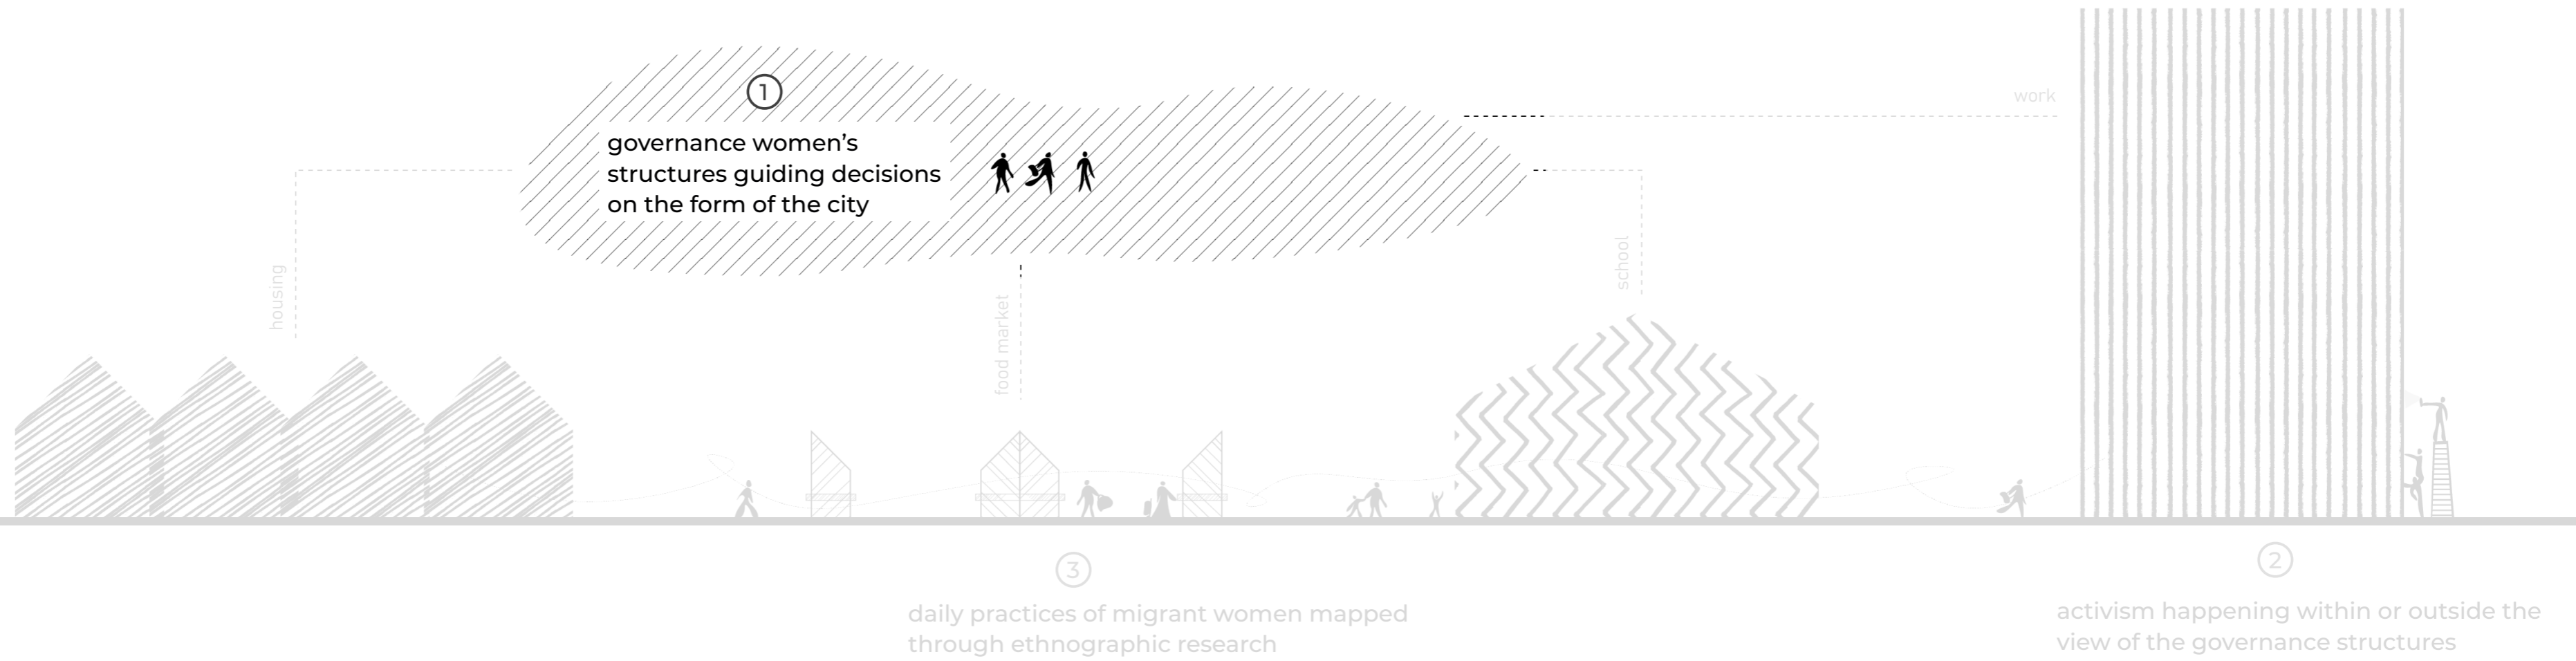 1
governance women’s
structures guiding decisions
on the form of the city
work
housing
food market
school
3
daily practices of migrant women mapped
through ethnographic research
2
activism happening within or outside the
view of the governance structures